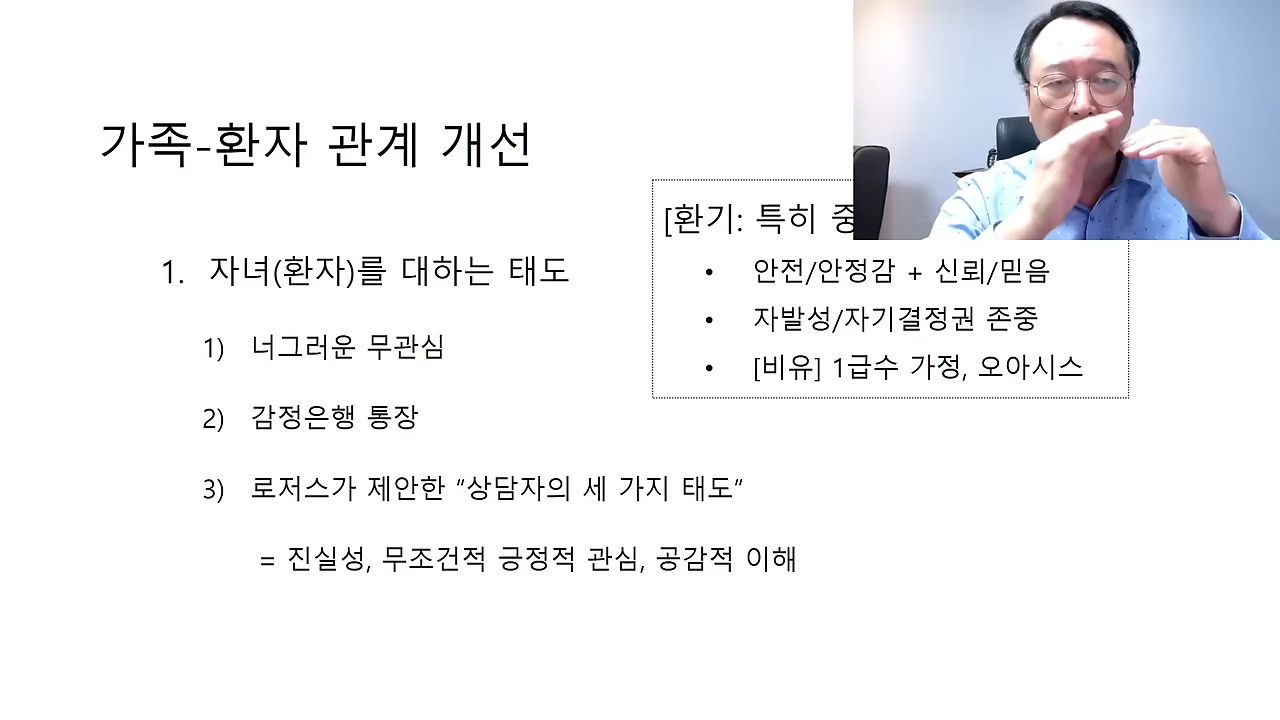 가족-환자 관계 개선
[환기: 특히
• 안전/안정감 + 신뢰/믿음
• 자발성/자기결정권 존중
• [비유] 1급수 가정, 오아시스
1. 자녀(환자)를 대하는 태도
1) 너그러운 무관심
2) 감정은행 통장
3) 로저스가 제안한 “상담자의 세 가지 태도”
= 진실성, 무조건적 긍정적 관심, 공감적 이해